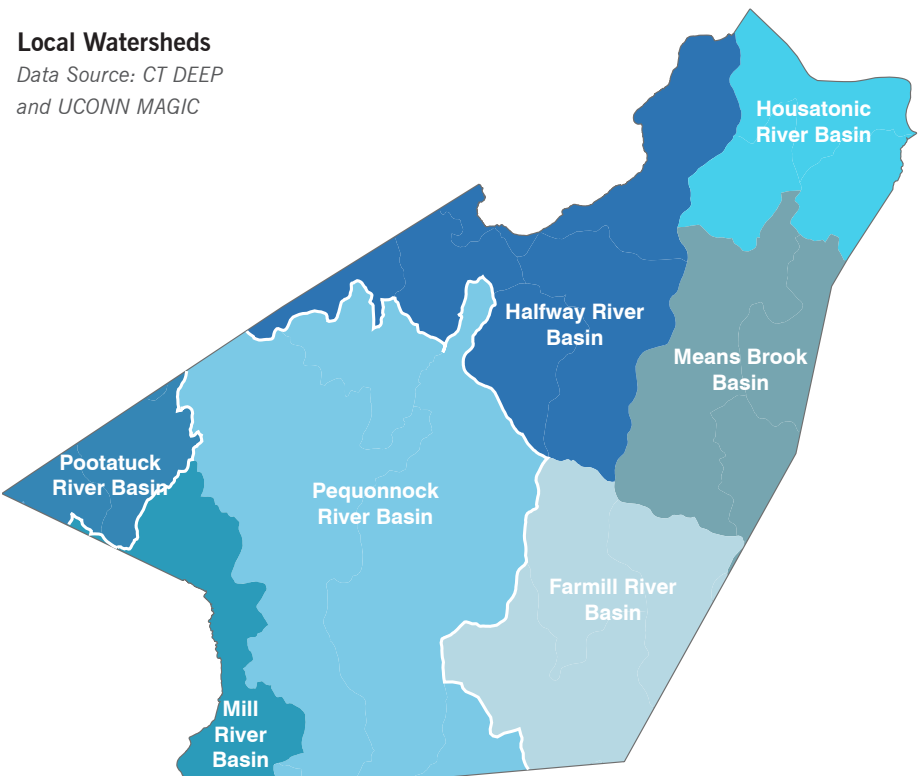 Local Watersheds
Data Source: CT DEEP
and UCONN MAGIC
Housatonic
River Basin
Halfway River
Basin
Means Brook
Basin
Pootatuck
River Basin
Pequonnock
River Basin
Farmill River
Basin
Mill
River
Basin